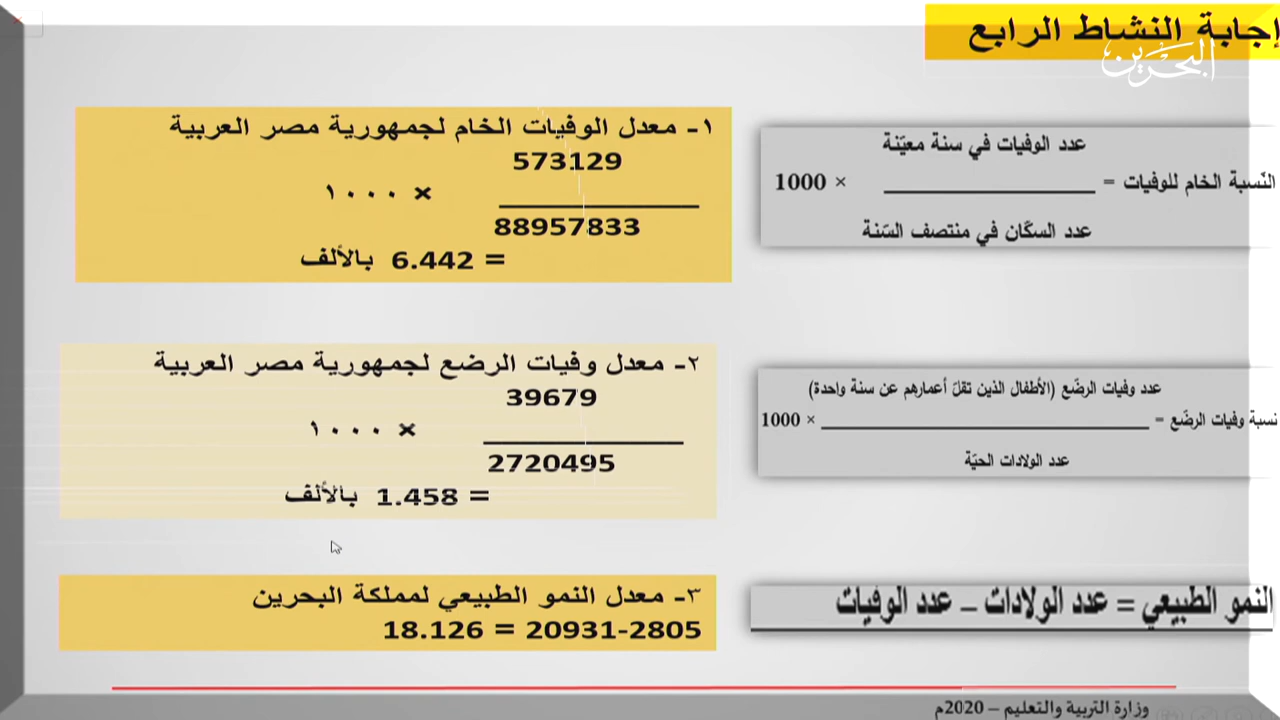 إجابة النشاط الرابع
البحرين
١- معدل الوفيات الخام لجمهورية مصر العربية
573129
× ١٠٠٠
88957833
= 6.442 بالألف
عدد الوفيات في سنة معيّنة
النّسبة الخام للوفيات = × 1000
عدد السكّان في منتصف السّنة
٢- معدل وفيات الرضع لجمهورية مصر العربية
39679
× ١٠٠٠
2720495
= 1.458 بالألف
عدد وفيات الرضّع (الأطفال الذين تقلّ أعمارهم عن سنة واحدة)
نسبة وفيات الرضّع = × 1000
عدد الولادات الحيّة
٣- معدل النمو الطبيعي لمملكة البحرين
18.126 = 20931-2805
النمو الطبيعي = عدد الولادات – عدد الوفيات
وزارة التربية والتعليم – 2020م